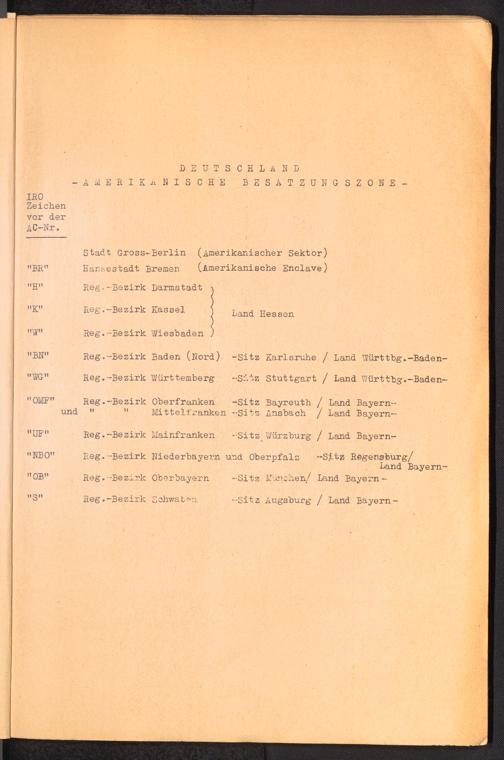 DEUTSCHLAND
-AMERIKANISCHE BESATZUNGSZONE-
IRO
Zeichen
vor der
AC-Nr.
Stadt Gross-Berlin (Amerikanischer Sektor)
"BR" Hansestadt Bremen (Amerikanische Enclave)
"H" Reg.-Bezirk Darmstadt )
"K" Reg.-Bezirk Kassel
Land Hessen
"W" Reg.-Bezirk Wiesbaden )
"BN" Reg.-Bezirk Baden (Nord) -Sitz Karlsruhe / Land Württbg.-Baden-
"WG" Reg.-Bezirk Württemberg -Sitz Stuttgart / Land Württbg.-Baden-
"OMF" Reg.-Bezirk Oberfranken -Sitz Bayreuth / Land Bayern-
und " " Mittelfranken -Sitz Ansbach / Land Bayern-
"UF" Reg.-Bezirk Mainfranken -Sitz Würzburg / Land Bayern-
"NBO" Reg.-Bezirk Niederbayern und Oberpfalz -Sitz Regensburg/
Land Bayern-
"OB" Reg.-Bezirk Oberbayern -Sitz München/ Land Bayern-
"S" Reg.-Bezirk Schwaben -Sitz Augsburg / Land Bayern-